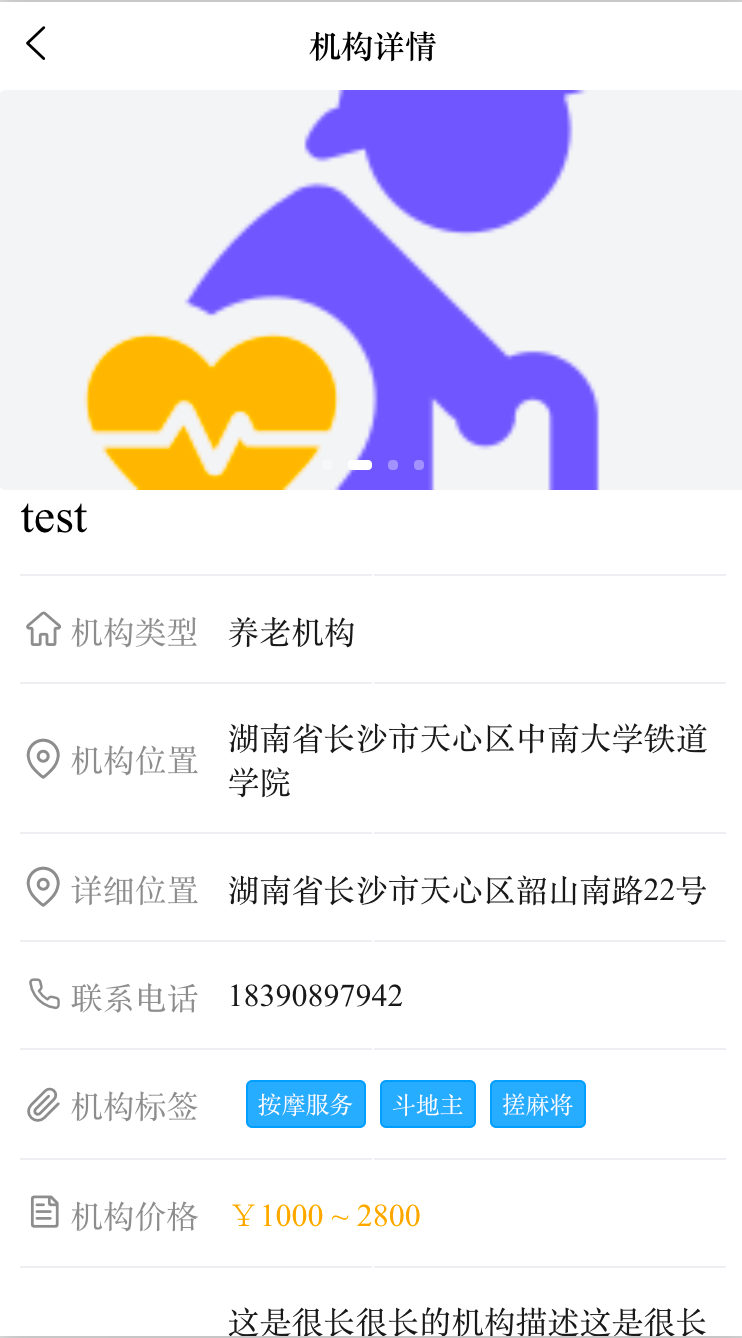 机构详情
test
机构类型 养老机构
机构位置 湖南省长沙市天心区中南大学铁道
学院
详细位置 湖南省长沙市天心区韶山南路22号
联系电话 18390897942
机构标签 按摩服务 斗地主 搓麻将
机构价格 ￥1000 ~ 2800
这是很长很长的机构描述这是很长